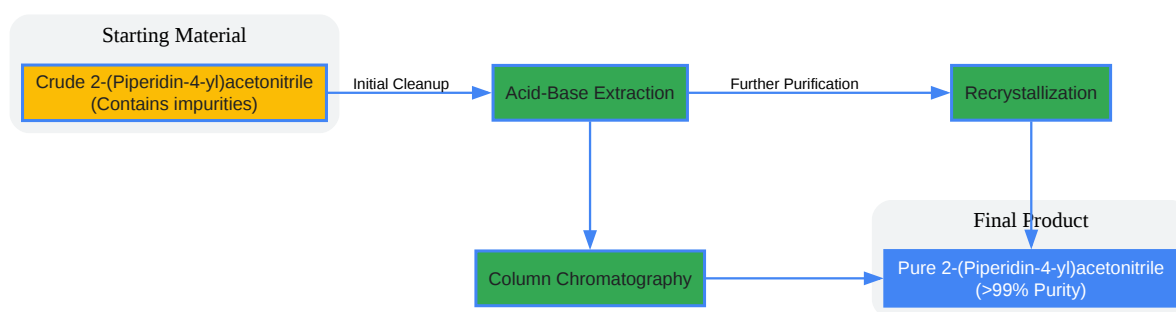 Starting Material
Crude 2-(Piperidin-4-yl)acetonitrile
(Contains impurities)
Initial Cleanup
Acid-Base Extraction
Further Purification
Recrystallization
Column Chromatography
Final Product
Pure 2-(Piperidin-4-yl)acetonitrile
(>99% Purity)